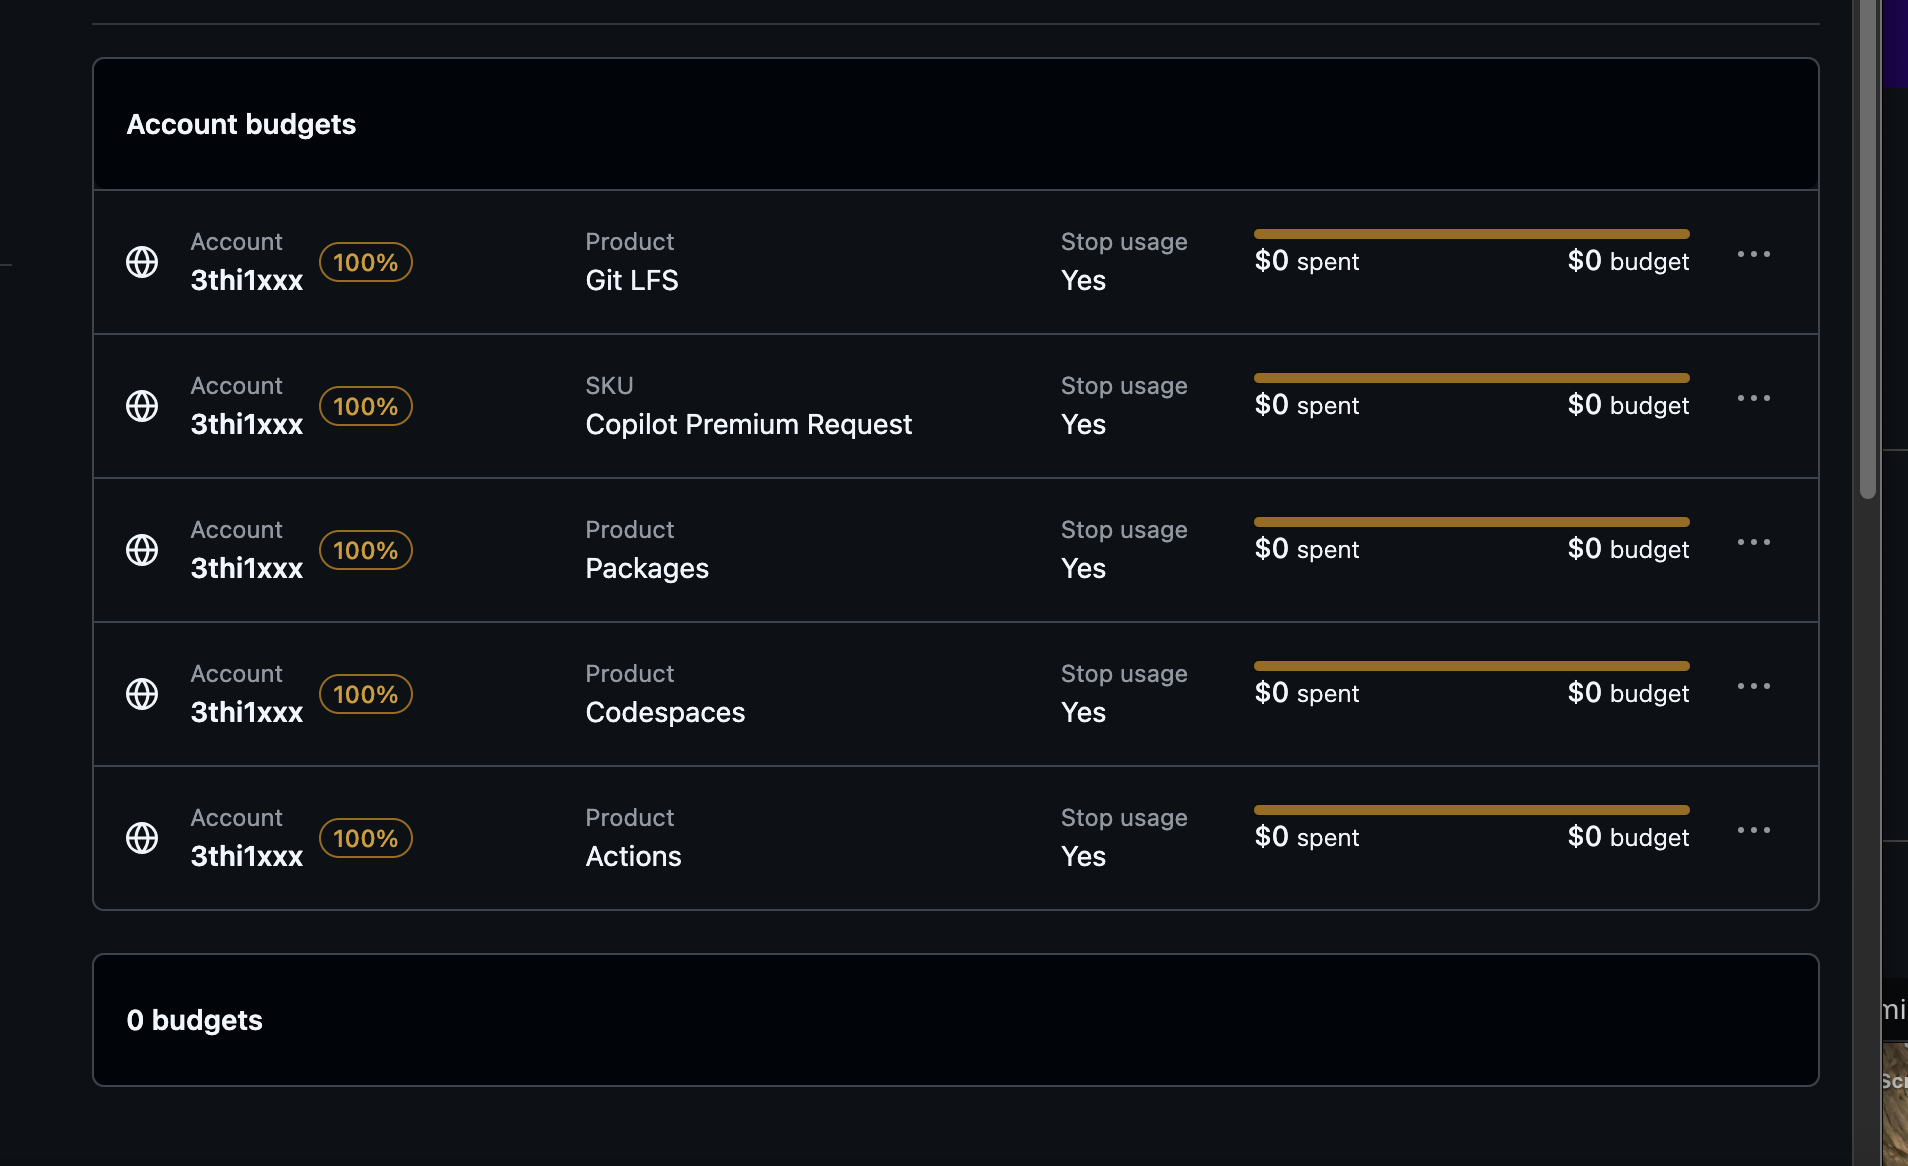 Account budgets
Account
3thi1xxx
100%
Product
Git LFS
Stop usage
Yes
$0 spent
$0 budget
Account
3thi1xxx
100%
SKU
Copilot Premium Request
Stop usage
Yes
$0 spent
$0 budget
Account
3thi1xxx
100%
Product
Packages
Stop usage
Yes
$0 spent
$0 budget
Account
3thi1xxx
100%
Product
Codespaces
Stop usage
Yes
$0 spent
$0 budget
Account
3thi1xxx
100%
Product
Actions
Stop usage
Yes
$0 spent
$0 budget
0 budgets